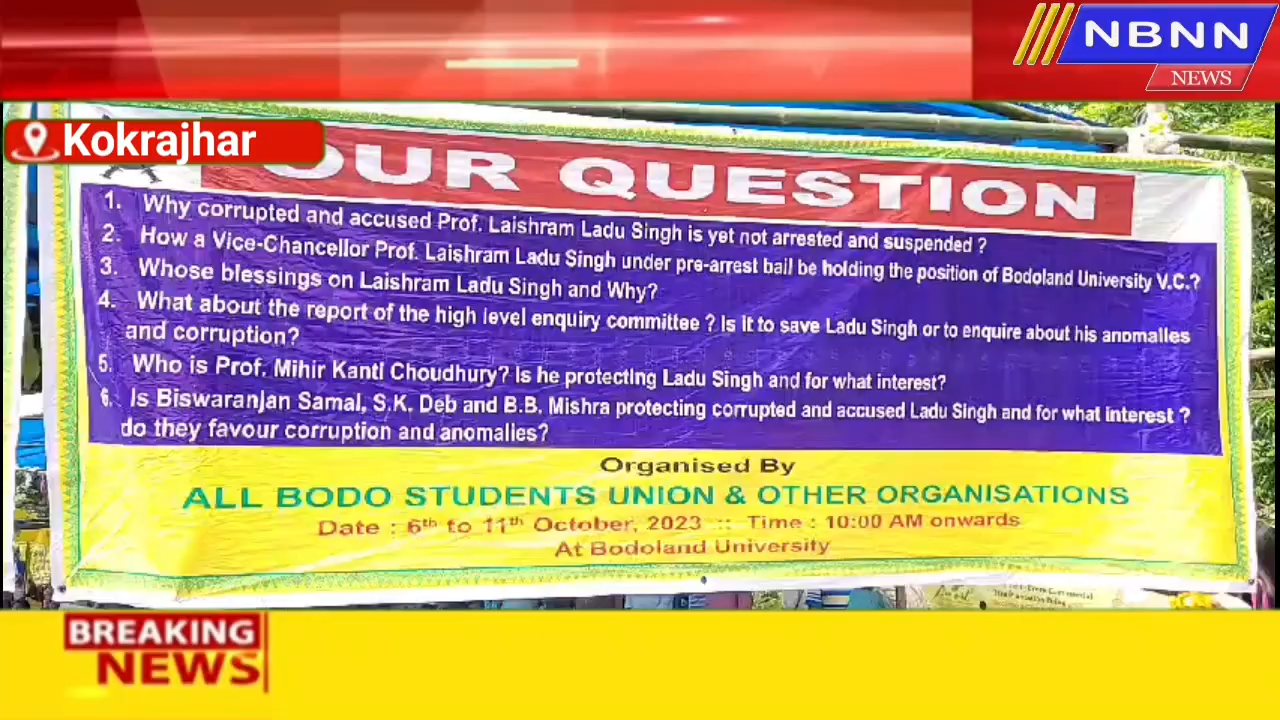 NBNN
NEWS
Kokrajhar
OUR QUESTION
1. Why corrupted and accused Prof. Laishram Ladu Singh is yet not arrested and suspended ?
2. How a Vice-Chancellor Prof. Laishram Ladu Singh under pre-arrest bail be holding the position of Bodoland University V.C.?
3. Whose blessings on Laishram Ladu Singh and Why?
4. What about the report of the high level enquiry committee ? Is it to save Ladu Singh or to enquire about his anomalies
and corruption?
5. Who is Prof. Mihir Kanti Choudhury? Is he protecting Ladu Singh and for what interest?
6. Is Biswaranjan Samal, S.K. Deb and B.B. Mishra protecting corrupted and accused Ladu Singh and for what interest ?
do they favour corruption and anomalies?
Organised By
ALL BODO STUDENTS UNION & OTHER ORGANISATIONS
Date : 6th to 11th October, 2023 :: Time : 10:00 AM onwards
At Bodoland University
BREAKING
NEWS